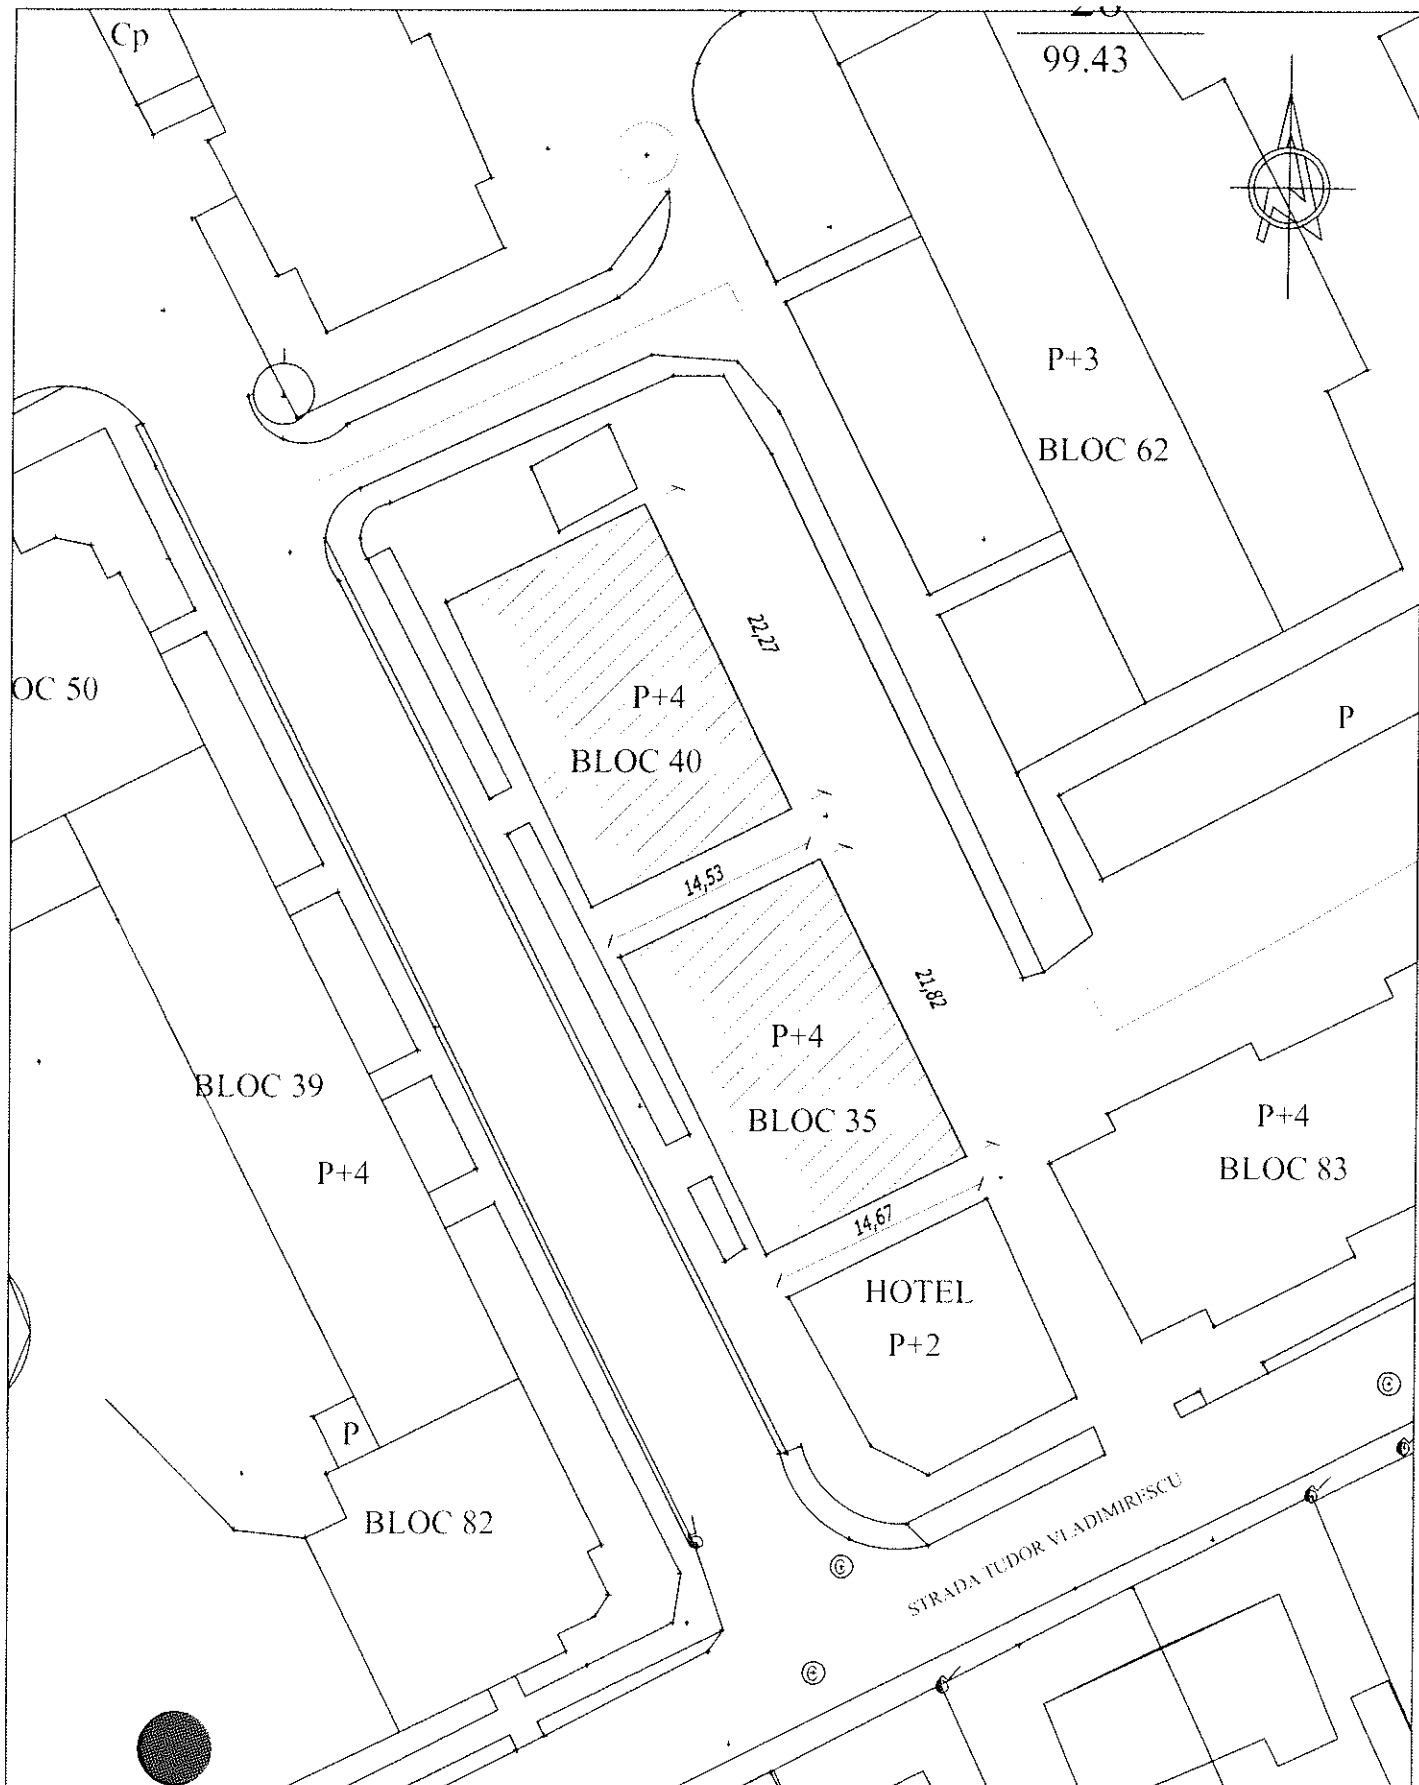 Cp
99.43
P+3
BLOC 62
OC 50
P+4
BLOC 40
22,27
P
14,53
P+4
BLOC 35
21,82
BLOC 39
P+4
P+4
BLOC 83
14,67
HOTEL
P+2
P
BLOC 82
STRADA TUDOR VLADIMIRESCU